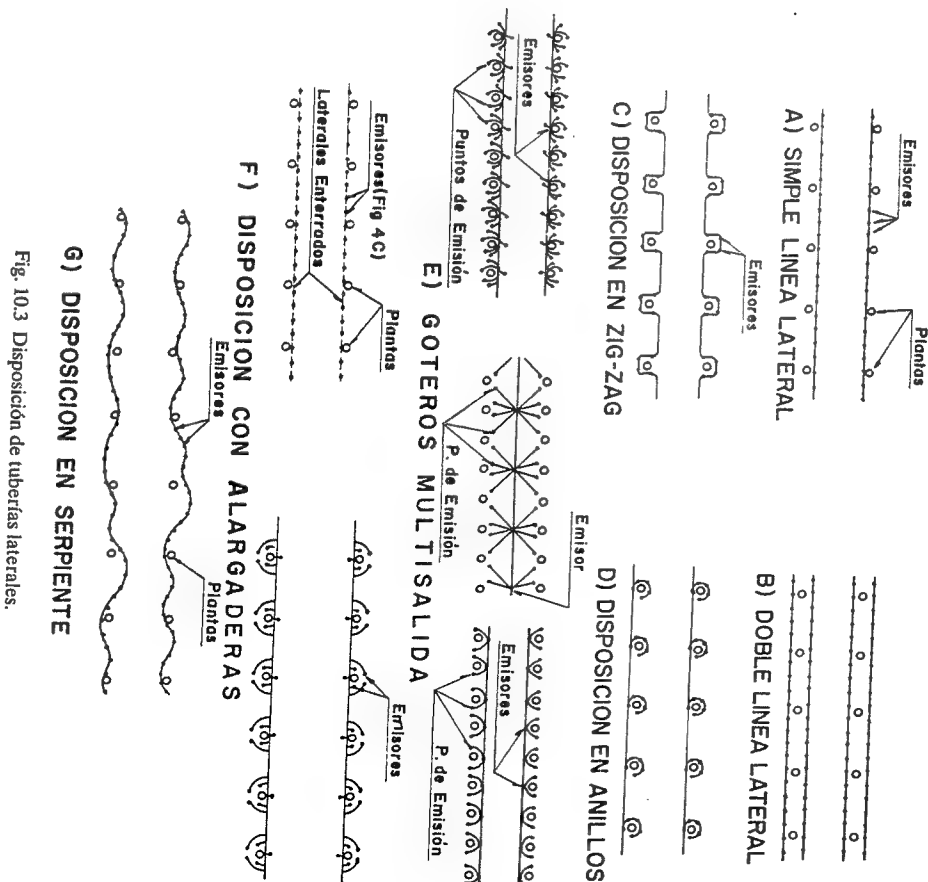 Emisores
Plantas
A) SIMPLE LINEA LATERAL
B) DOBLE LINEA LATERAL
Emisores
C) DISPOSICION EN ZIG-ZAG
D) DISPOSICION EN ANILLOS
Emisores
Puntos de Emisión
Emisor
P. de Emisión
Emisores
P. de Emisión
E) GOTEROS MULTISALIDA
Emisores(Fig 4C)
Plantas
Laterales Enterrados
Emisores
F) DISPOSICION CON ALARGADERAS
Emisores
Plantas
G) DISPOSICION EN SERPIENTE
Fig. 10.3 Disposición de tuberías laterales.